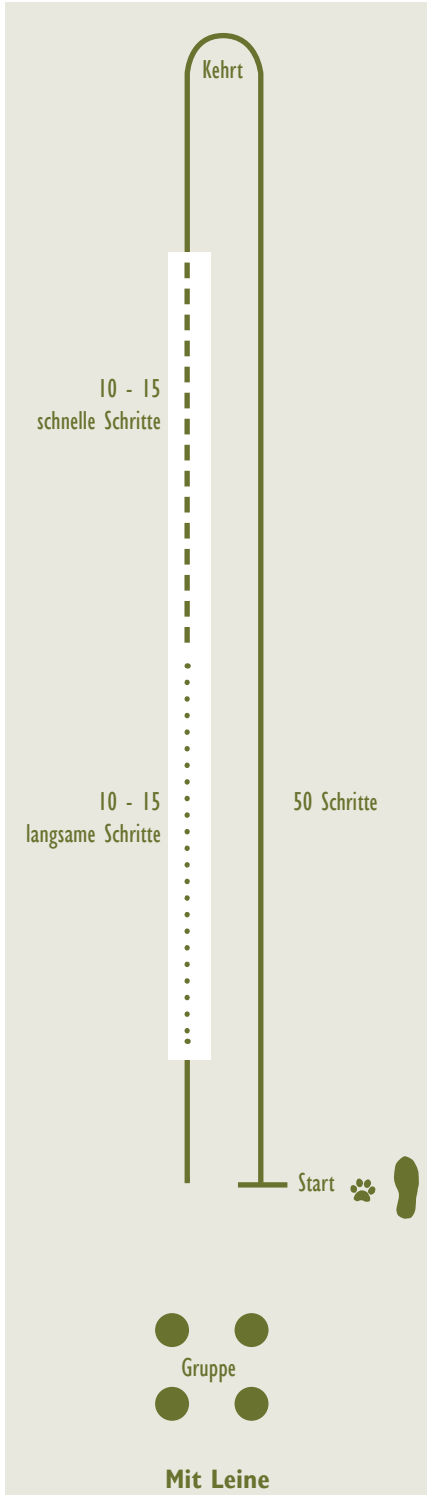 Kehrt
10 - 15
schnelle Schritte
10 - 15
langsame Schritte
50 Schritte
Start
Gruppe
Mit Leine